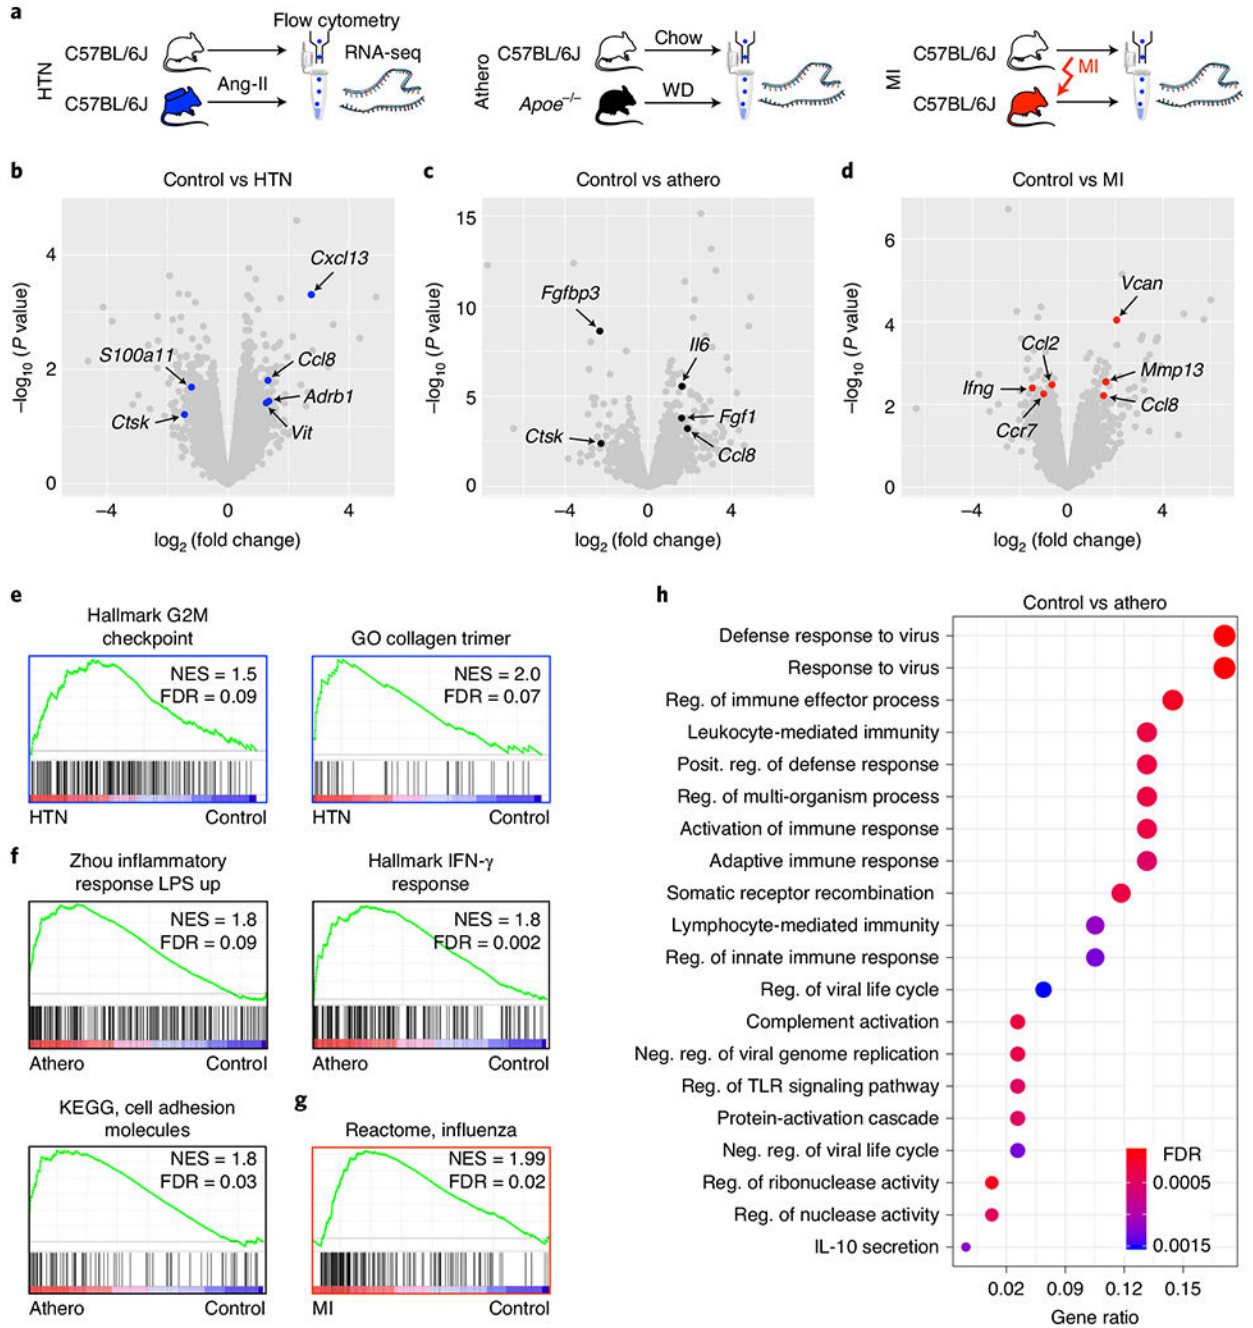 a
HTN
C57BL/6J
C57BL/6J
Ang-II
Flow cytometry
RNA-seq
Athero
C57BL/6J
Apoe–/–
Chow
WD
MI
C57BL/6J
C57BL/6J
MI
b
Control vs HTN
–log10 (P value)
4
2
0
Cxcl13
S100a11
Ccl8
Adrb1
Ctsk
Vit
–4
0
4
log2 (fold change)
c
Control vs athero
–log10 (P value)
15
10
5
0
Fgfbp3
Il6
Fgf1
Ctsk
Ccl8
–4
0
4
log2 (fold change)
d
Control vs MI
–log10 (P value)
6
4
2
0
Vcan
Ccl2
Mmp13
Ifng
Ccl8
Ccr7
–4
0
4
log2 (fold change)
e
Hallmark G2M
checkpoint
NES = 1.5
FDR = 0.09
HTN
Control
GO collagen trimer
NES = 2.0
FDR = 0.07
HTN
Control
f
Zhou inflammatory
response LPS up
NES = 1.8
FDR = 0.09
Athero
Control
Hallmark IFN-γ
response
NES = 1.8
FDR = 0.002
Athero
Control
KEGG, cell adhesion
molecules
NES = 1.8
FDR = 0.03
Athero
Control
g
Reactome, influenza
NES = 1.99
FDR = 0.02
MI
Control
h
Control vs athero
Defense response to virus
Response to virus
Reg. of immune effector process
Leukocyte-mediated immunity
Posit. reg. of defense response
Reg. of multi-organism process
Activation of immune response
Adaptive immune response
Somatic receptor recombination
Lymphocyte-mediated immunity
Reg. of innate immune response
Reg. of viral life cycle
Complement activation
Neg. reg. of viral genome replication
Reg. of TLR signaling pathway
Protein-activation cascade
Neg. reg. of viral life cycle
Reg. of ribonuclease activity
Reg. of nuclease activity
IL-10 secretion
FDR
0.0005
0.0015
0.02
0.09
0.12
0.15
Gene ratio